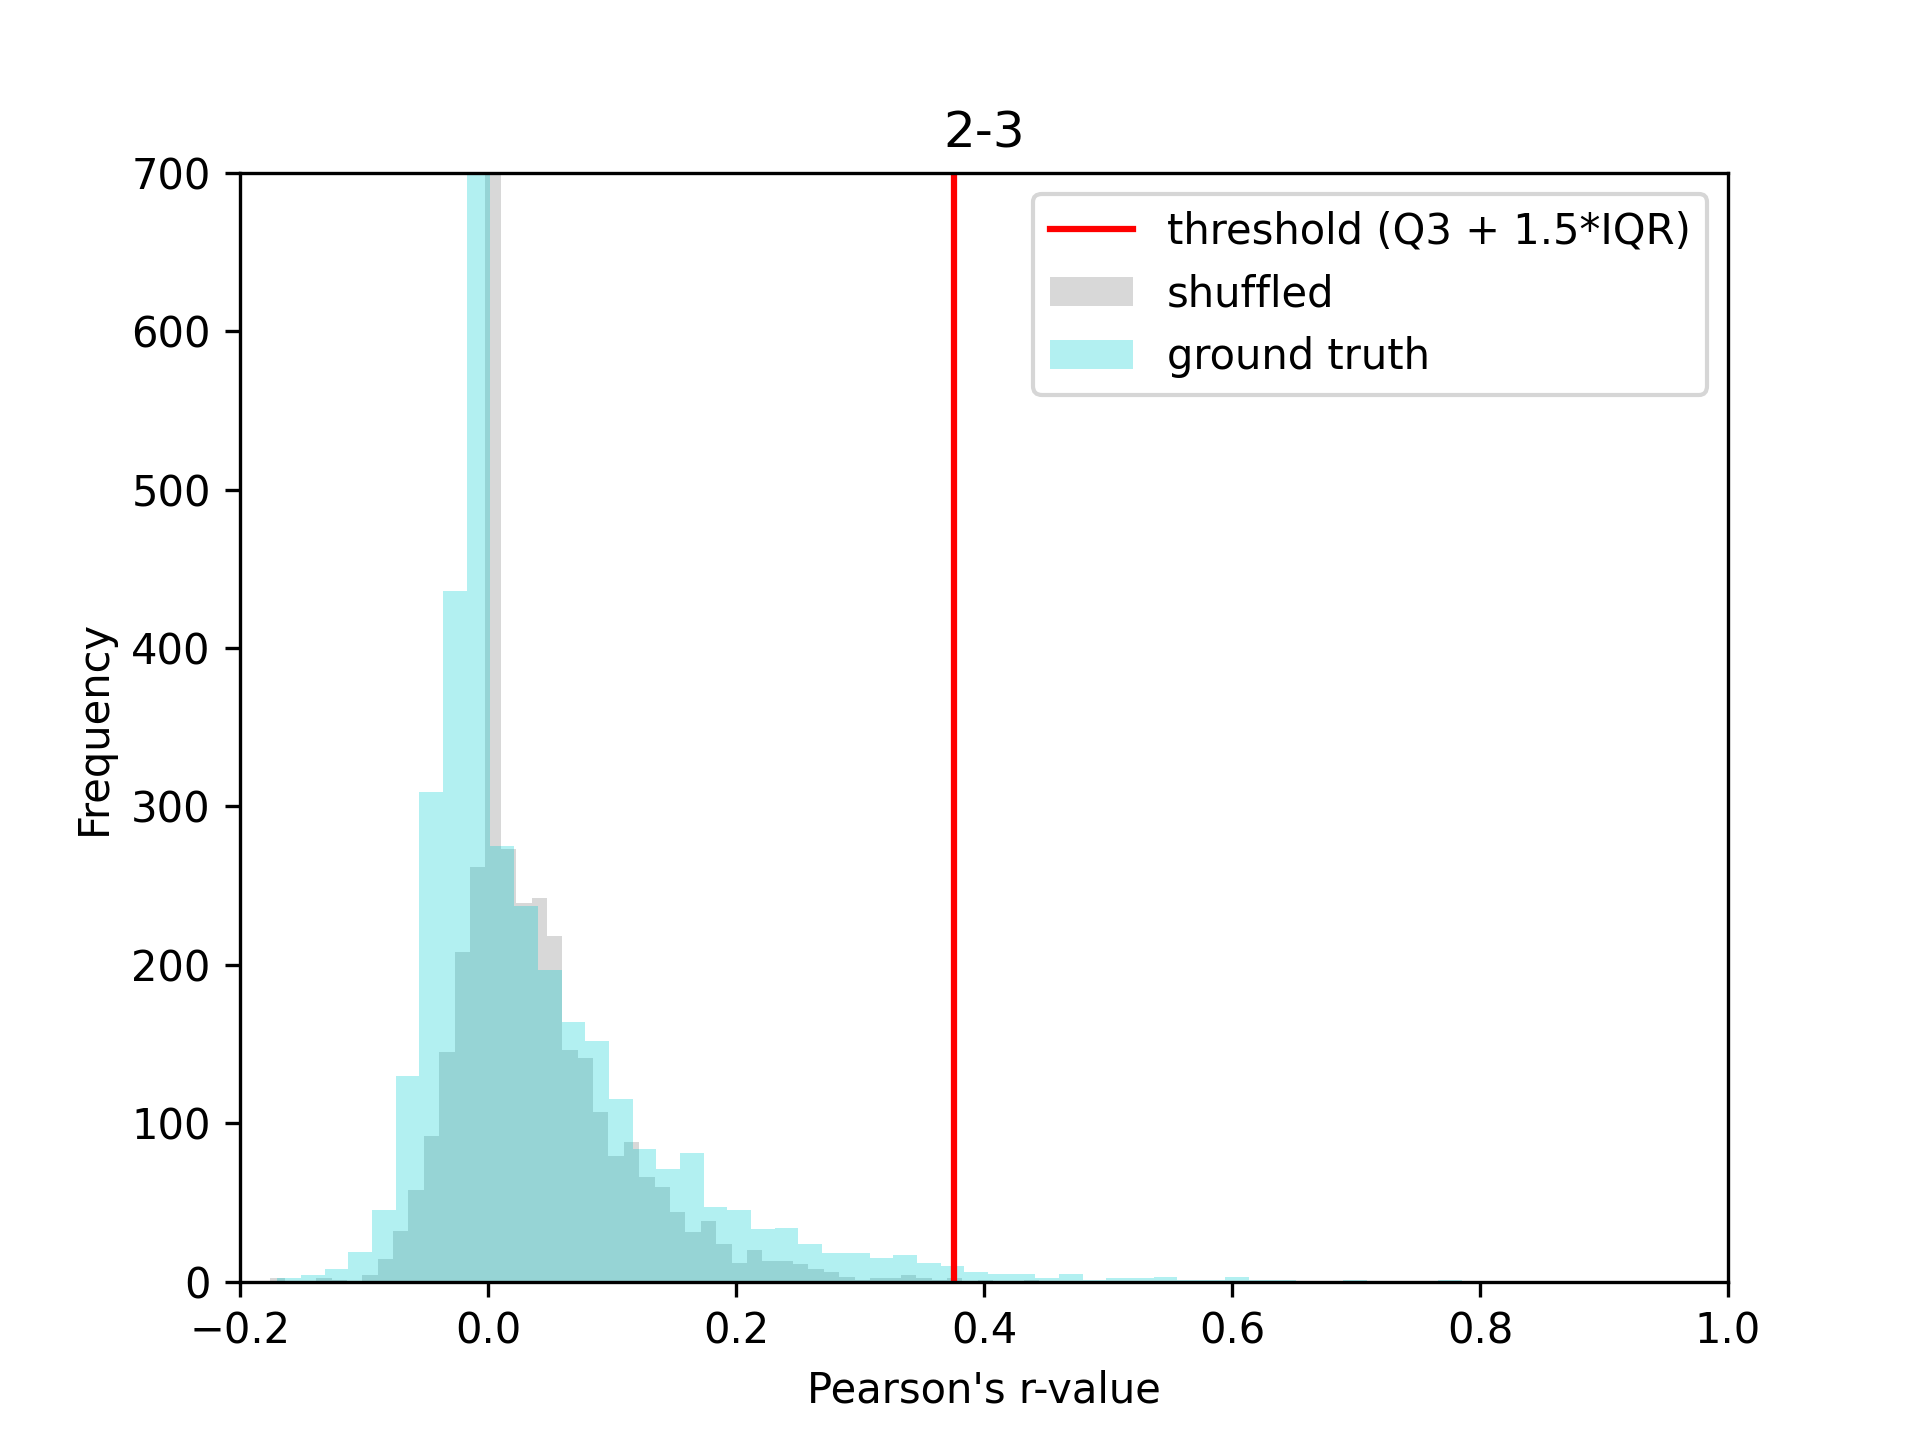 2-3
700
600
500
400
300
200
100
0
Frequency
threshold (Q3 + 1.5*IQR)
shuffled
ground truth
−0.2 0.0 0.2 0.4 0.6 0.8 1.0
Pearson's r-value